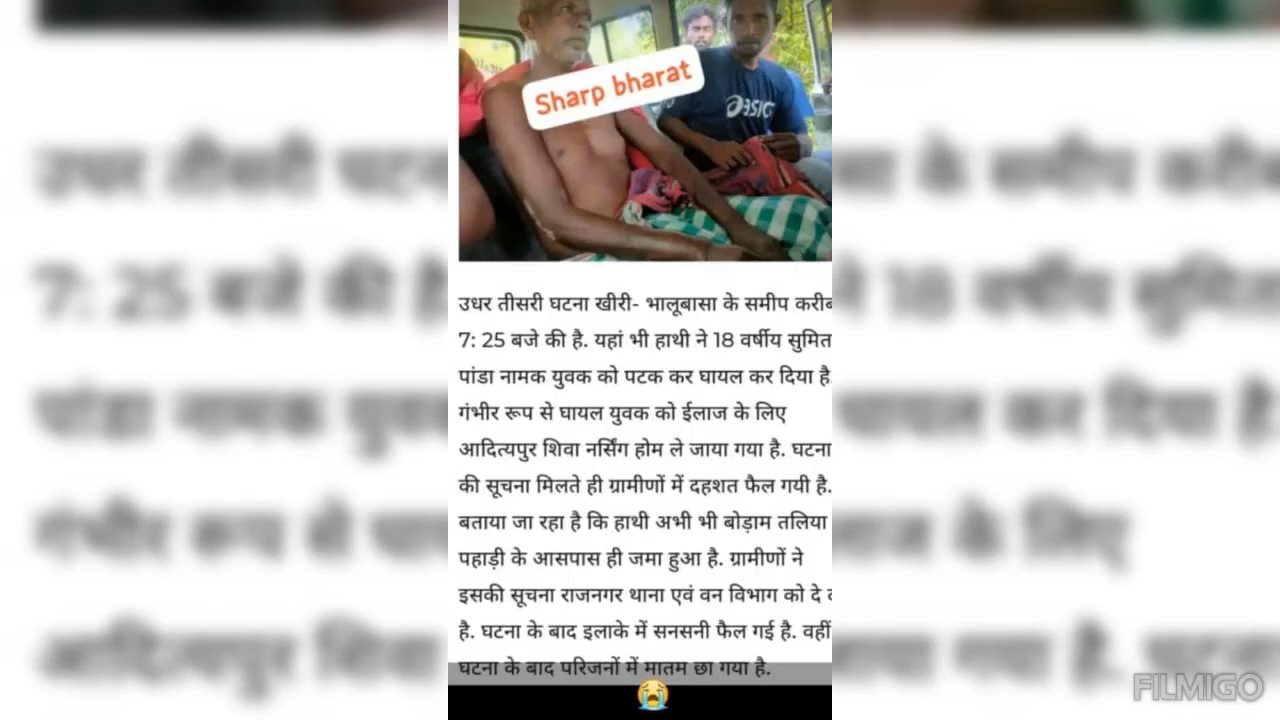 Sharp bharat
उधर तीसरी घटना खीरी- भालूबासा के समीप करीब
7: 25 बजे की है. यहां भी हाथी ने 18 वर्षीय सुमित
पांडा नामक युवक को पटक कर घायल कर दिया है.
गंभीर रूप से घायल युवक को ईलाज के लिए
आदित्यपुर शिवा नर्सिंग होम ले जाया गया है. घटना
की सूचना मिलते ही ग्रामीणों में दहशत फैल गयी है.
बताया जा रहा है कि हाथी अभी भी बोड़ाम तलिया
पहाड़ी के आसपास ही जमा हुआ है. ग्रामीणों ने
इसकी सूचना राजनगर थाना एवं वन विभाग को दे
है. घटना के बाद इलाके में सनसनी फैल गई है. वहीं
घटना के बाद परिजनों में मातम छा गया है.
FILMIGO